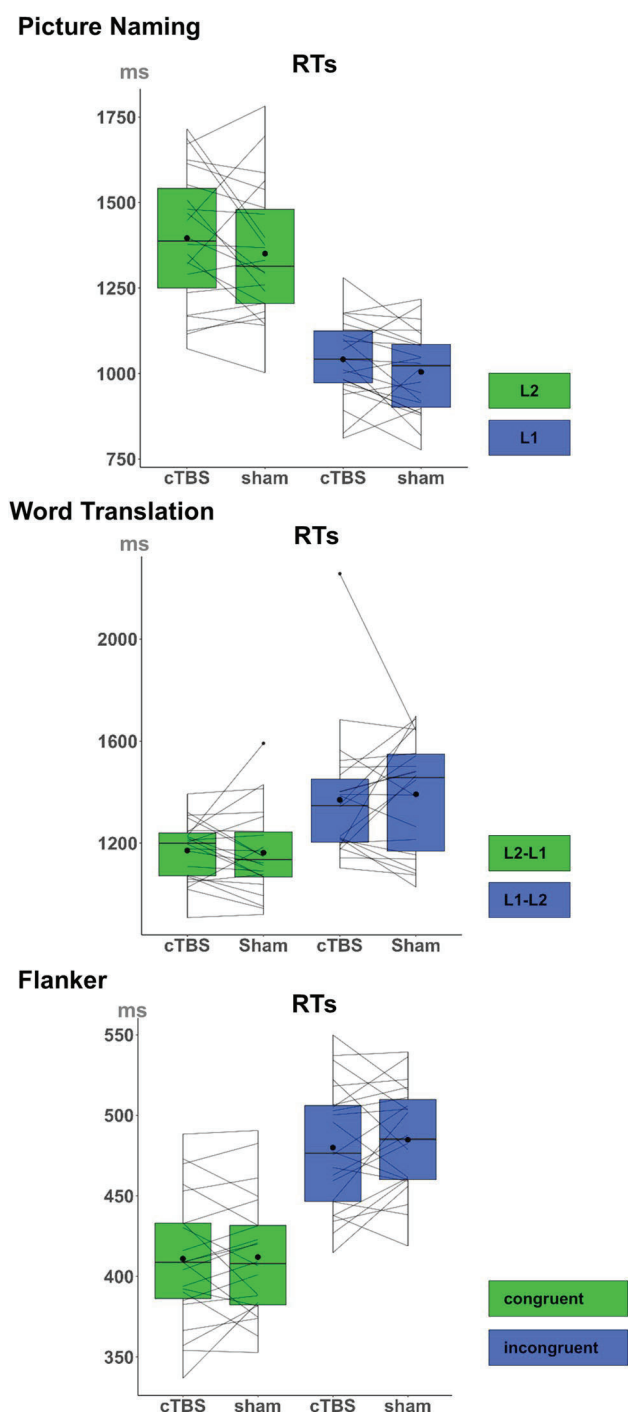 Picture Naming
RTs
ms
1750
1500
1250
1000
750
cTBS sham cTBS sham
L2
L1
Word Translation
RTs
ms
2000
1600
1200
cTBS Sham cTBS Sham
L2-L1
L1-L2
Flanker
RTs
ms
550
500
450
400
350
cTBS sham cTBS sham
congruent
incongruent